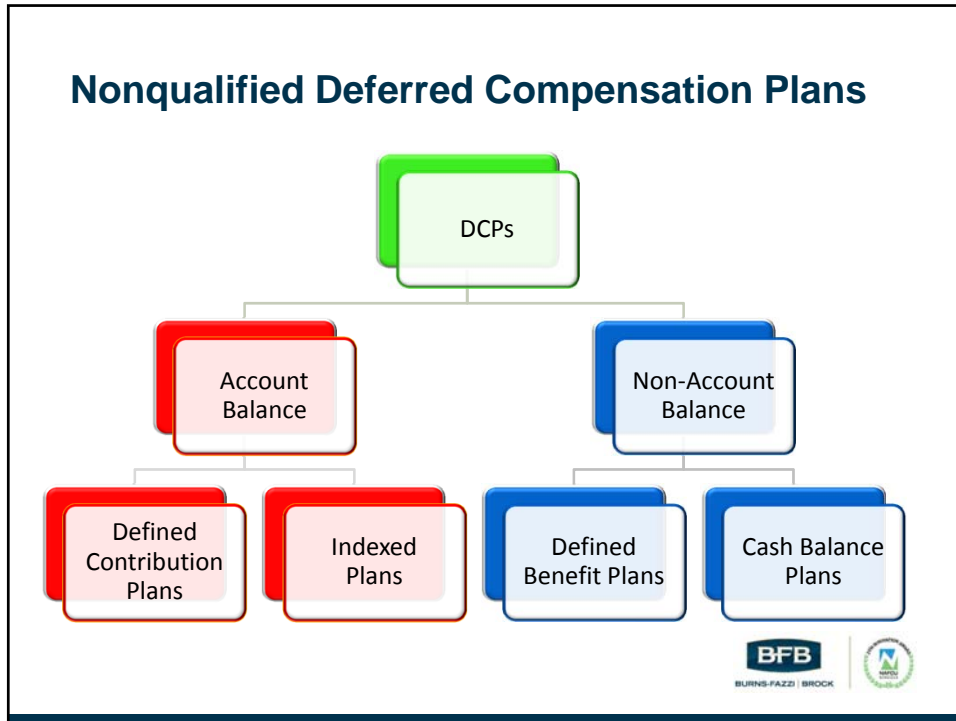 Nonqualified Deferred Compensation Plans
DCPs
Account
Balance
Non-Account
Balance
Defined
Contribution
Plans
Indexed
Plans
Defined
Benefit Plans
Cash Balance
Plans
BFB
BURNS-FAZZI | BROCK